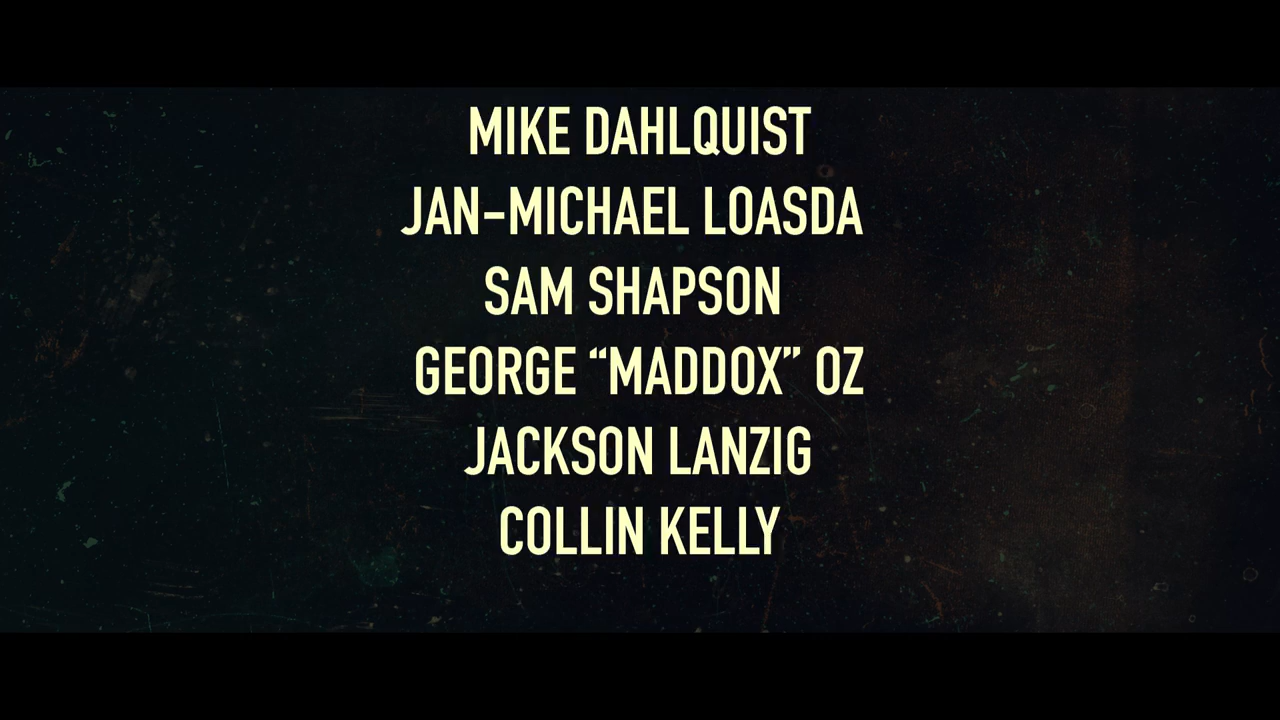 MIKE DAHLQUIST
JAN-MICHAEL LOASDA
SAM SHAPSON
GEORGE “MADDOX” OZ
JACKSON LANZIG
COLLIN KELLY